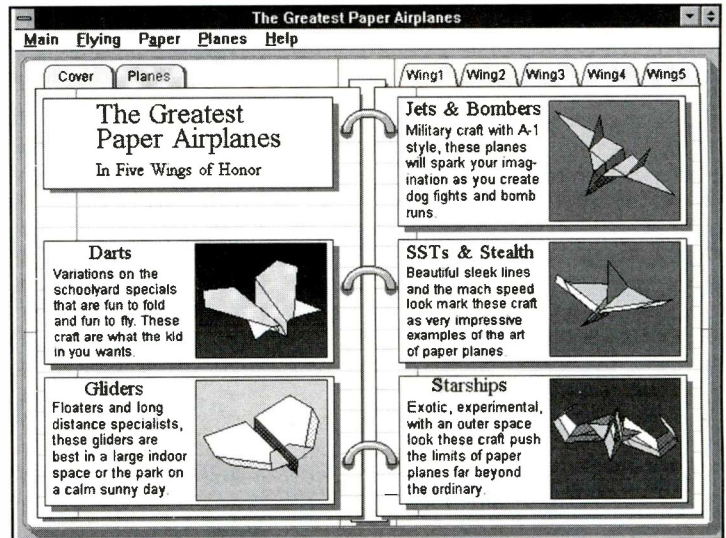 The Greatest Paper Airplanes
Main Flying Paper Planes Help
Cover Planes
The Greatest
Paper Airplanes
In Five Wings of Honor
Darts
Variations on the
schoolyard specials
that are fun to fold
and fun to fly. These
craft are what the kid
in you wants.
Gliders
Floaters and long
distance specialists,
these gliders are
best in a large indoor
space or the park on
a calm sunny day.
Wing1 Wing2 Wing3 Wing4 Wing5
Jets & Bombers
Military craft with A-1
style, these planes
will spark your imag-
ination as you create
dog fights and bomb
runs.
SSTs & Stealth
Beautiful sleek lines
and the mach speed
look mark these craft
as very impressive
examples of the art
of paper planes.
Starships
Exotic, experimental,
with an outer space
look these craft push
the limits of paper
planes far beyond
the ordinary.